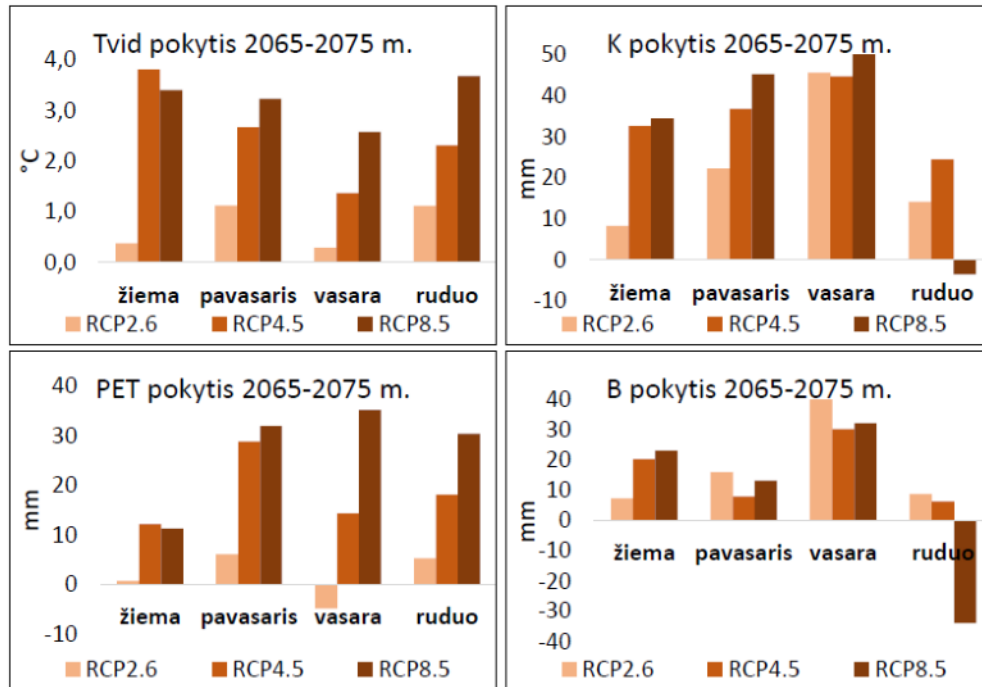 Tvid pokytis 2065-2075 m.
4,0
3,0
2,0
1,0
0,0
°C
žiema pavasaris vasara ruduo
RCP2.6 RCP4.5 RCP8.5
K pokytis 2065-2075 m.
50
40
30
20
10
0
-10
mm
žiema pavasaris vasara ruduo
RCP2.6 RCP4.5 RCP8.5
PET pokytis 2065-2075 m.
40
30
20
10
0
-10
mm
žiema pavasaris vasara ruduo
RCP2.6 RCP4.5 RCP8.5
B pokytis 2065-2075 m.
40
30
20
10
0
-10
-20
-30
-40
mm
žiema pavasaris vasara ruduo
RCP2.6 RCP4.5 RCP8.5